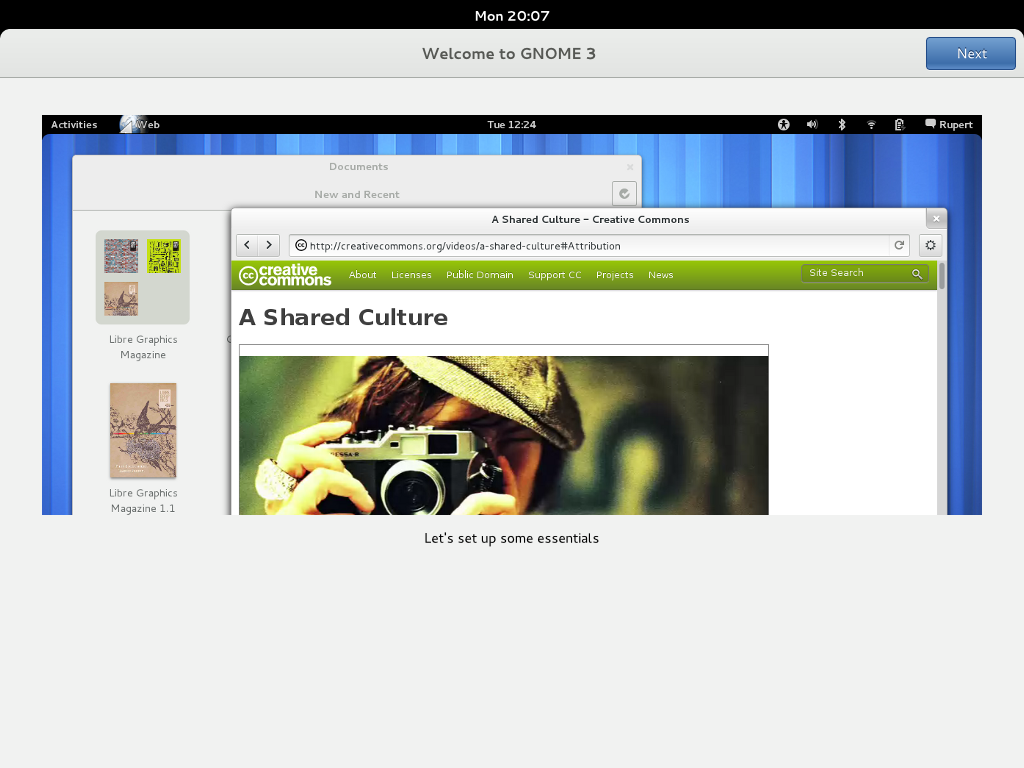 Mon 20:07
Welcome to GNOME 3
Next
Activities
Web
Tue 12:24
Rupert
Documents
New and Recent
A Shared Culture – Creative Commons
http://creativecommons.org/videos/a-shared-culture#Attribution
cc creative
commons
About Licenses Public Domain Support CC Projects News
Site Search
A Shared Culture
Libre Graphics
Magazine
Libre Graphics
Magazine 1.1
Let's set up some essentials